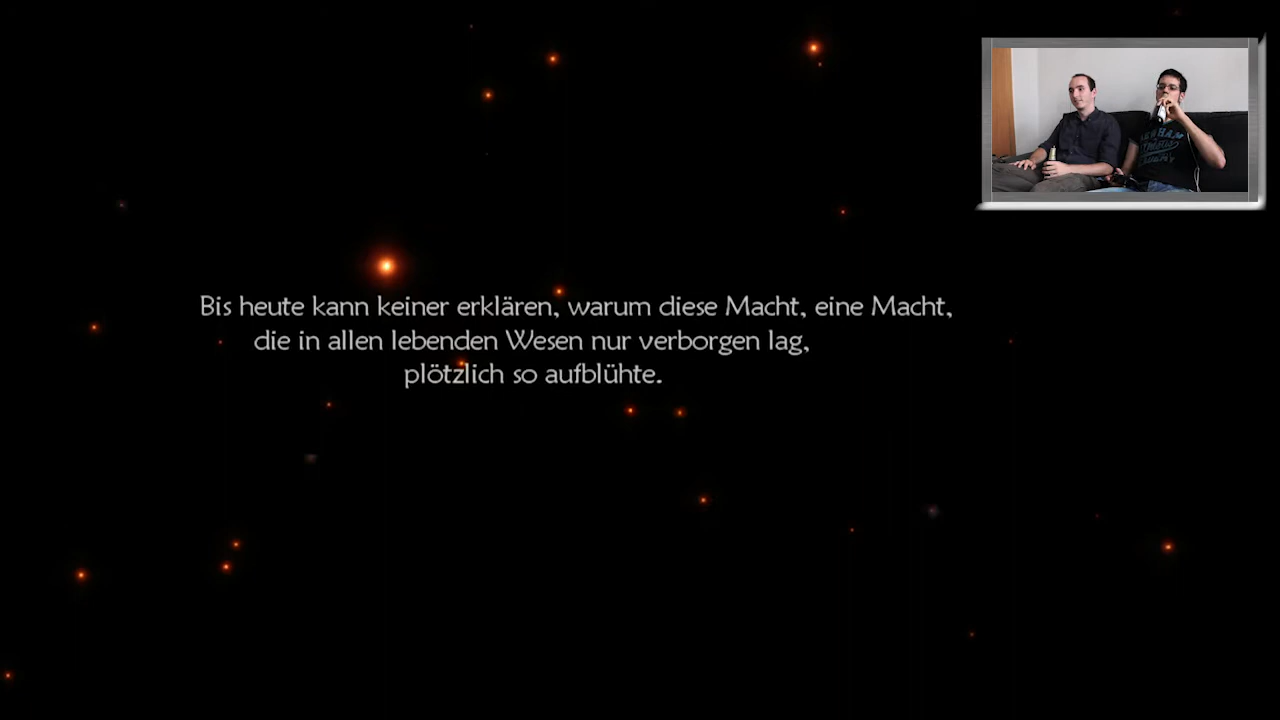 Bis heute kann keiner erklären, warum diese Macht, eine Macht,
die in allen lebenden Wesen nur verborgen lag,
plötzlich so aufblühte.